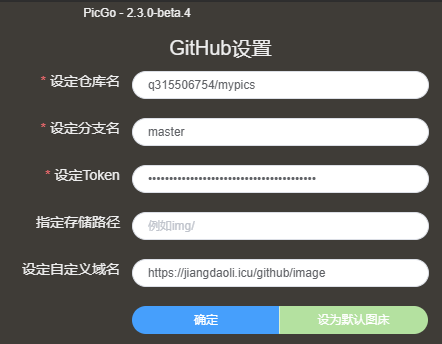 PicGo - 2.3.0-beta.4
GitHub设置
* 设定仓库名 q315506754/mypics
* 设定分支名 master
* 设定Token ••••••••••••••••••••••••••••••••••••••••
指定存储路径 例如img/
设定自定义域名 https://jiangdaoli.icu/github/image
确定 设为默认图床